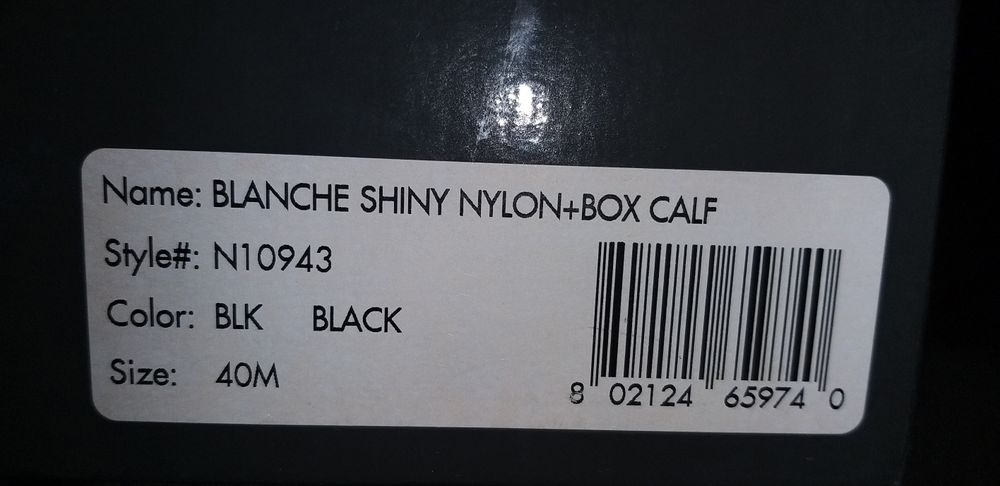 Name: BLANCHE SHINY NYLON+BOX CALF
Style#: N10943
Color: BLK BLACK
Size: 40M
8 02124 65974 0